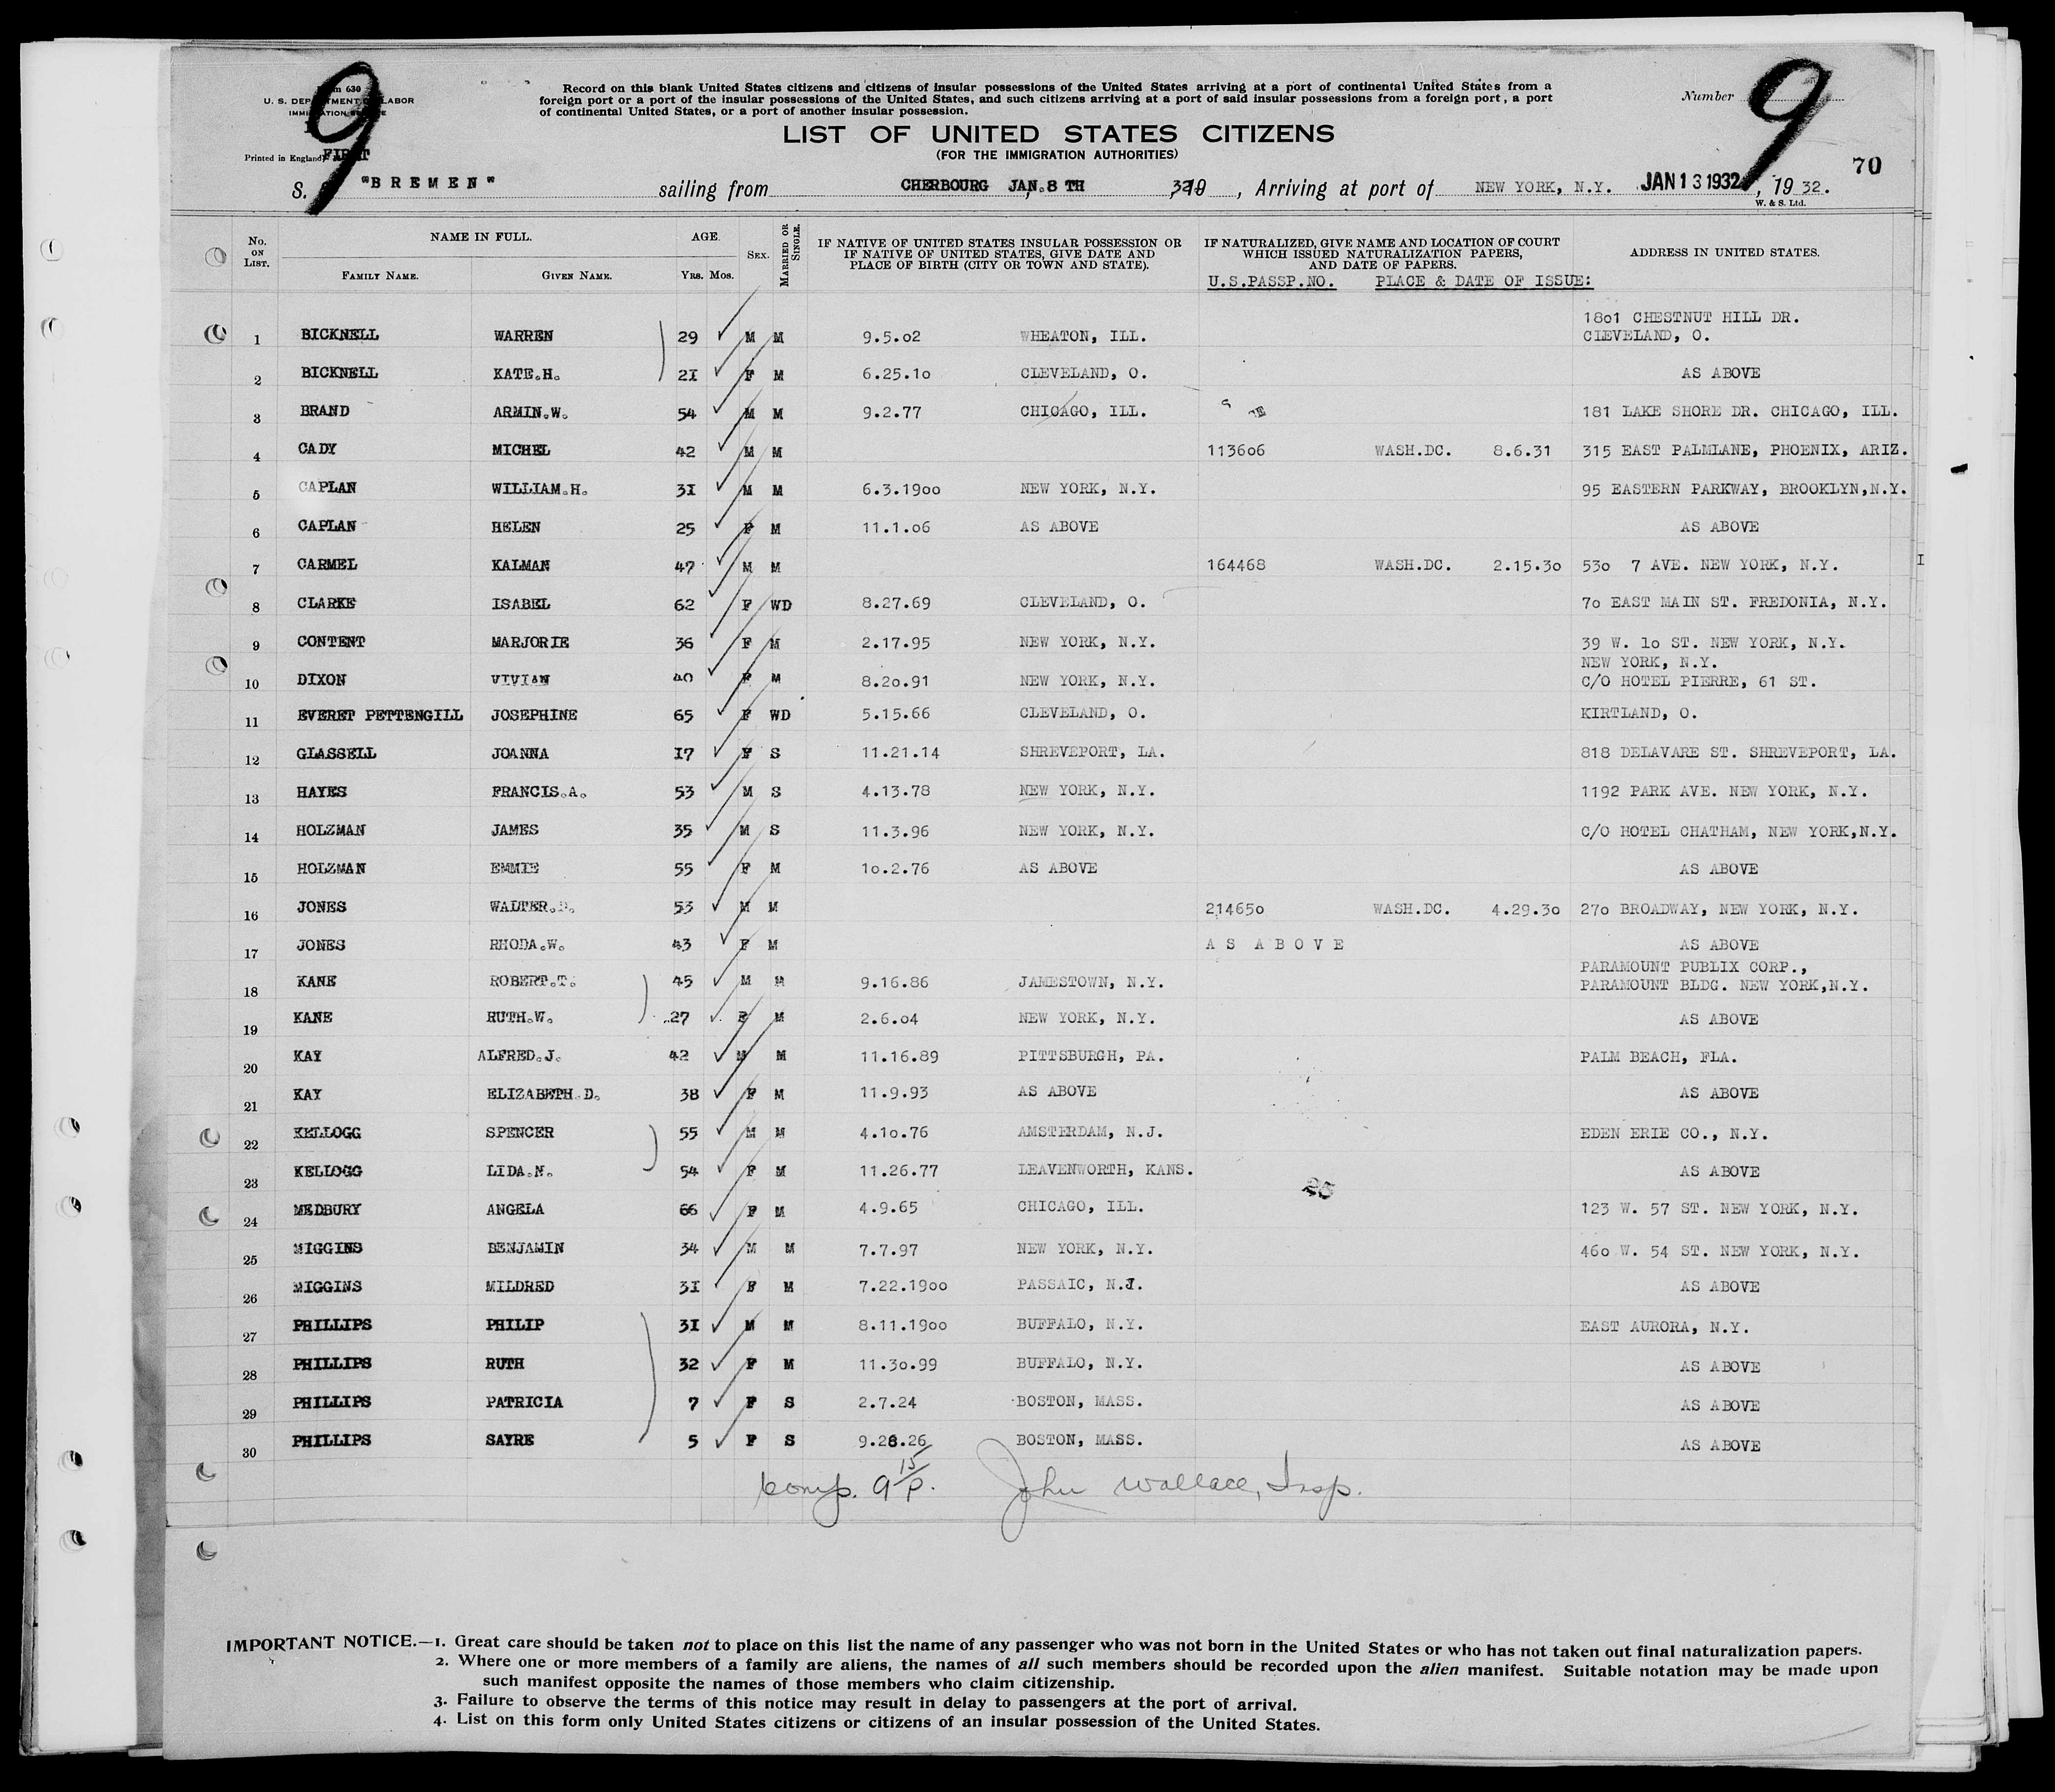 Form 630
U. S. DEPARTMENT OF LABOR
IMMIGRATION SERVICE
Printed in England
FIRST
9
Record on this blank United States citizens and citizens of insular possessions of the United States arriving at a port of continental United States from a
foreign port or a port of the insular possessions of the United States, and such citizens arriving at a port of said insular possessions from a foreign port, a port
of continental United States, or a port of another insular possession.
Number
9
LIST OF UNITED STATES CITIZENS
(FOR THE IMMIGRATION AUTHORITIES)
70
S. "BREMEN" sailing from CHERBOURG JAN. 8 TH, Arriving at port of NEW YORK, N.Y. JAN 13 1932, 19 32.
W. & S. Ltd.
No. ON LIST. NAME IN FULL. FAMILY NAME. GIVEN NAME. AGE. YRS. MOS. SEX. MARRIED OR SINGLE. IF NATIVE OF UNITED STATES INSULAR POSSESSION OR IF NATIVE OF UNITED STATES, GIVE DATE AND PLACE OF BIRTH (CITY OR TOWN AND STATE). IF NATURALIZED, GIVE NAME AND LOCATION OF COURT WHICH ISSUED NATURALIZATION PAPERS, AND DATE OF PAPERS. ADDRESS IN UNITED STATES.
U.S.PASSP.NO. PLACE & DATE OF ISSUE:
1801 CHESTNUT HILL DR.
1 BICKNELL WARREN 29 M M 9.5.02 WHEATON, ILL. CLEVELAND, O.
2 BICKNELL KATE.H. 21 F M 6.25.10 CLEVELAND, O. AS ABOVE
3 BRAND ARMIN.W. 54 M M 9.2.77 CHICAGO, ILL. 181 LAKE SHORE DR. CHICAGO, ILL.
4 CADY MICHEL 42 M M 113606 WASH.DC. 8.6.31 315 EAST PALMLANE, PHOENIX, ARIZ.
5 CAPLAN WILLIAM.H. 31 M M 6.3.1900 NEW YORK, N.Y. 95 EASTERN PARKWAY, BROOKLYN,N.Y.
6 CAPLAN HELEN 25 F M 11.1.06 AS ABOVE AS ABOVE
7 CARMEL KALMAN 47 M M 164468 WASH.DC. 2.15.30 530 7 AVE. NEW YORK, N.Y.
8 CLARKE ISABEL 62 F WD 8.27.69 CLEVELAND, O. 70 EAST MAIN ST. FREDONIA, N.Y.
9 CONTENT MARJORIE 36 F M 2.17.95 NEW YORK, N.Y. 39 W. 10 ST. NEW YORK, N.Y.
NEW YORK, N.Y.
10 DIXON VIVIAN 40 F M 8.20.91 NEW YORK, N.Y. C/O HOTEL PIERRE, 61 ST.
11 EVERET PETTENGILL JOSEPHINE 65 F WD 5.15.66 CLEVELAND, O. KIRTLAND, O.
12 GLASSELL JOANNA 17 F S 11.21.14 SHREVEPORT, LA. 818 DELAVARE ST. SHREVEPORT, LA.
13 HAYES FRANCIS.A. 53 M S 4.13.78 NEW YORK, N.Y. 1192 PARK AVE. NEW YORK, N.Y.
14 HOLZMAN JAMES 35 M S 11.3.96 NEW YORK, N.Y. C/O HOTEL CHATHAM, NEW YORK,N.Y.
15 HOLZMAN EMMIE 55 F M 10.2.76 AS ABOVE AS ABOVE
16 JONES WALTER. 53 M M 214650 WASH.DC. 4.29.30 270 BROADWAY, NEW YORK, N.Y.
17 JONES RHODA.W. 43 F M AS ABOVE AS ABOVE
PARAMOUNT PUBLIX CORP.,
18 KANE ROBERT.T. 45 M M 9.16.86 JAMESTOWN, N.Y. PARAMOUNT BLDG. NEW YORK,N.Y.
19 KANE RUTH.W. 27 F M 2.6.04 NEW YORK, N.Y. AS ABOVE
20 KAY ALFRED.J. 42 M M 11.16.89 PITTSBURGH, PA. PALM BEACH, FLA.
21 KAY ELIZABETH.D. 38 F M 11.9.93 AS ABOVE AS ABOVE
22 KELLOGG SPENCER 55 M M 4.10.76 AMSTERDAM, N.J. EDEN ERIE CO., N.Y.
23 KELLOGG LIDA.N. 54 F M 11.26.77 LEAVENWORTH, KANS. AS ABOVE
24 MEDBURY ANGELA 66 F M 4.9.65 CHICAGO, ILL. 123 W. 57 ST. NEW YORK, N.Y.
25 MIGGINS BENJAMIN 34 M M 7.7.97 NEW YORK, N.Y. 460 W. 54 ST. NEW YORK, N.Y.
26 MIGGINS MILDRED 31 F M 7.22.1900 PASSAIC, N.J. AS ABOVE
27 PHILLIPS PHILIP 31 M M 8.11.1900 BUFFALO, N.Y. EAST AURORA, N.Y.
28 PHILLIPS RUTH 32 F M 11.30.99 BUFFALO, N.Y. AS ABOVE
29 PHILLIPS PATRICIA 7 F S 2.7.24 BOSTON, MASS. AS ABOVE
30 PHILLIPS SAYRE 5 F S 9.28.26 BOSTON, MASS. AS ABOVE
Comp. 9 15/P. John Wallace, Insp.
IMPORTANT NOTICE.—1. Great care should be taken not to place on this list the name of any passenger who was not born in the United States or who has not taken out final naturalization papers.
2. Where one or more members of a family are aliens, the names of all such members should be recorded upon the alien manifest. Suitable notation may be made upon
such manifest opposite the names of those members who claim citizenship.
3. Failure to observe the terms of this notice may result in delay to passengers at the port of arrival.
4. List on this form only United States citizens or citizens of an insular possession of the United States.